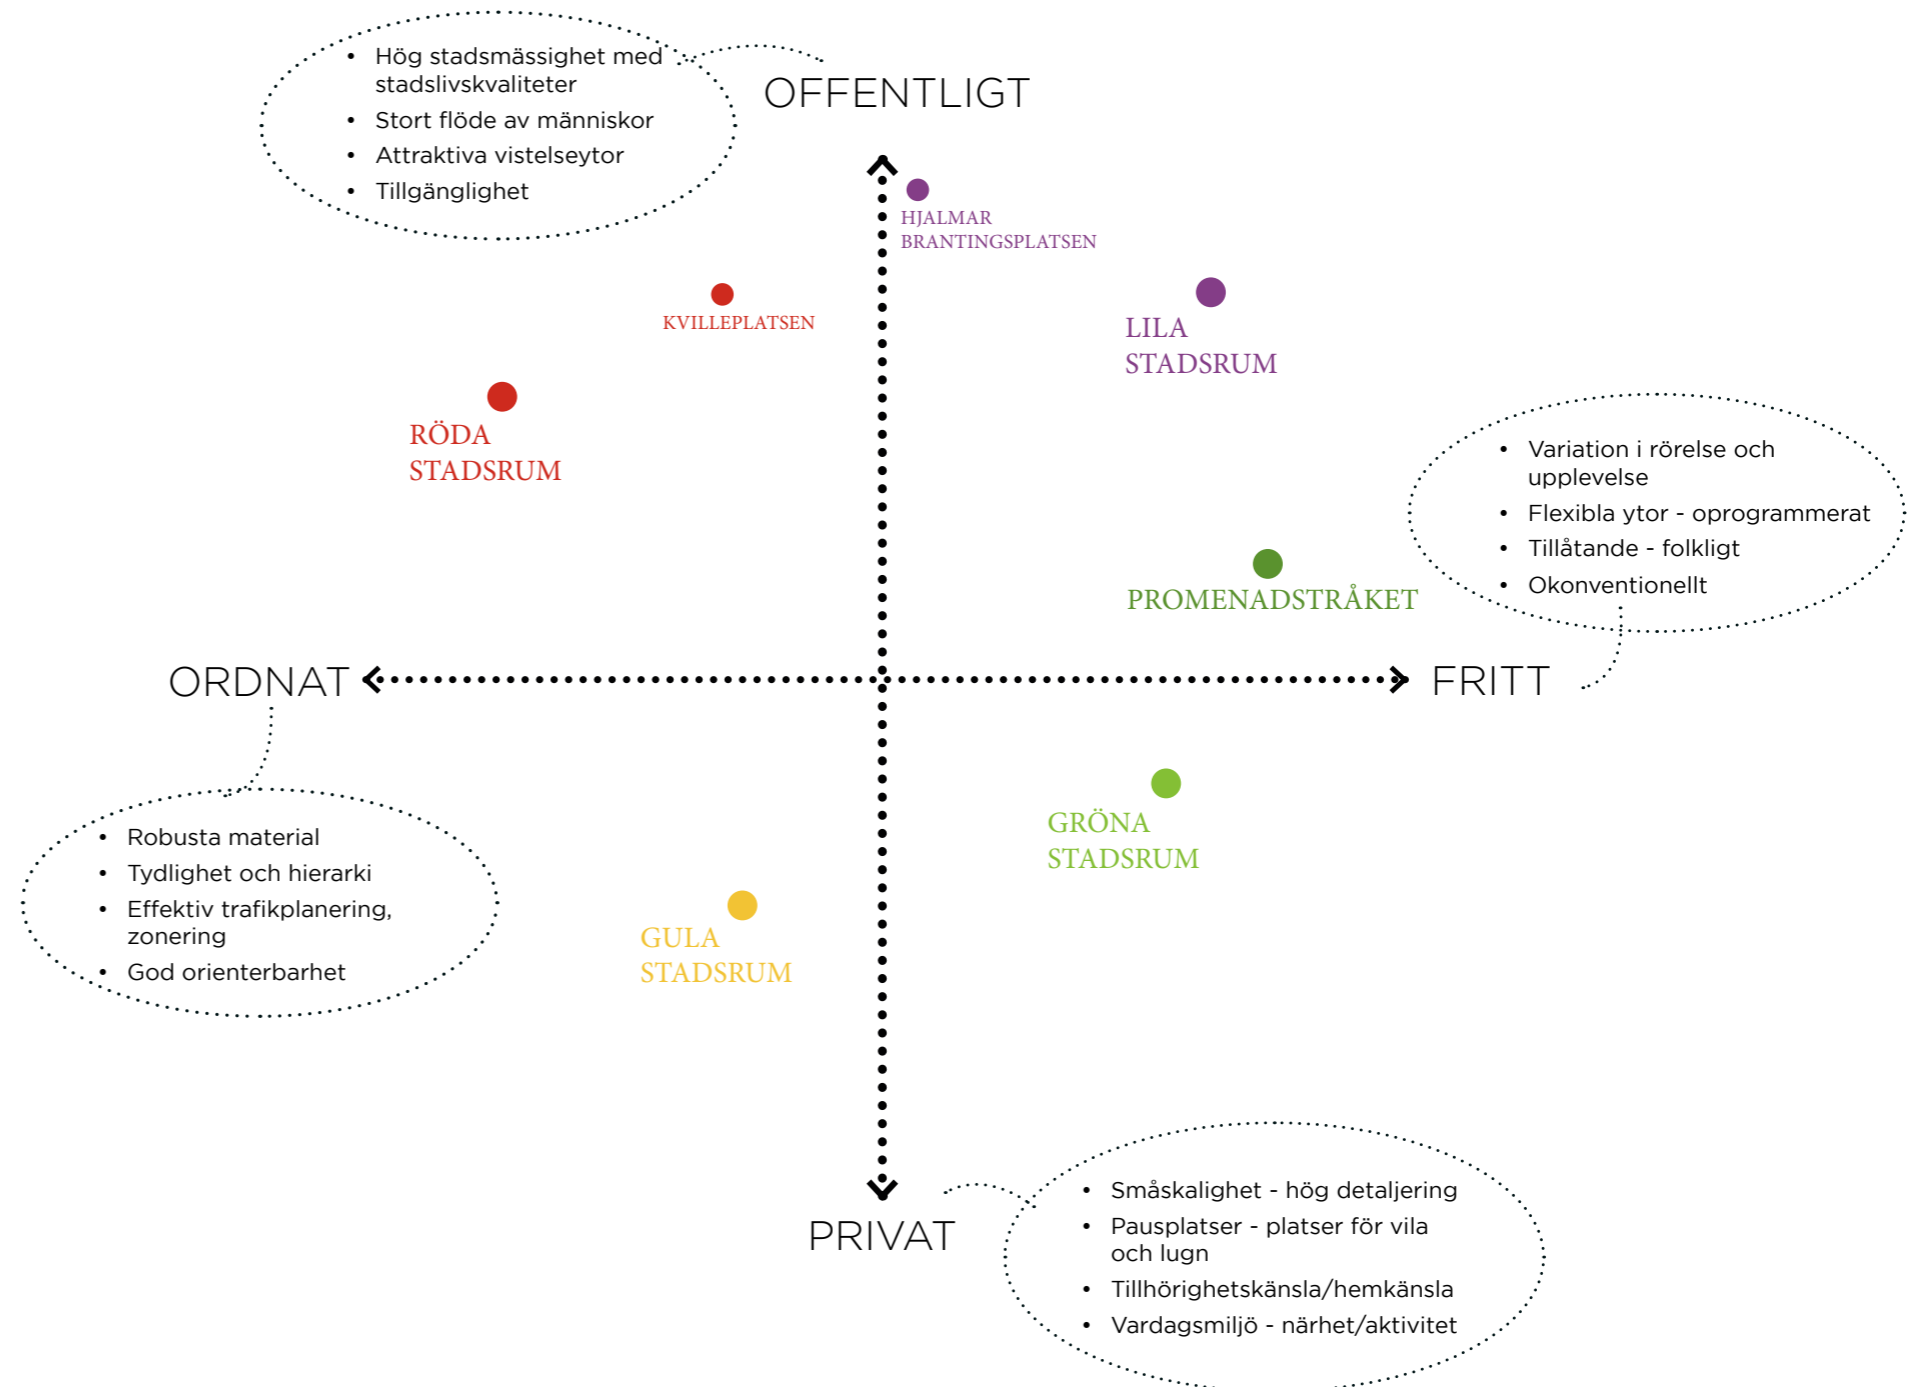 • Hög stadsmässighet med
stadslivskvaliteter
• Stort flöde av människor
• Attraktiva vistelseytor
• Tillgänglighet
OFFENTLIGT
HJALMAR
BRANTINGSPLATSEN
KVILLEPLATSEN
LILA
STADSRUM
RÖDA
STADSRUM
• Variation i rörelse och
upplevelse
• Flexibla ytor - oprogrammerat
• Tillåtande - folkligt
• Okonventionellt
PROMENADSTRÅKET
ORDNAT
FRITT
GRÖNA
STADSRUM
• Robusta material
• Tydlighet och hierarki
• Effektiv trafikplanering,
zonering
• God orienterbarhet
GULA
STADSRUM
PRIVAT
• Småskalighet - hög detaljering
• Pausplatser - platser för vila
och lugn
• Tillhörighetskänsla/hemkänsla
• Vardagsmiljö - närhet/aktivitet